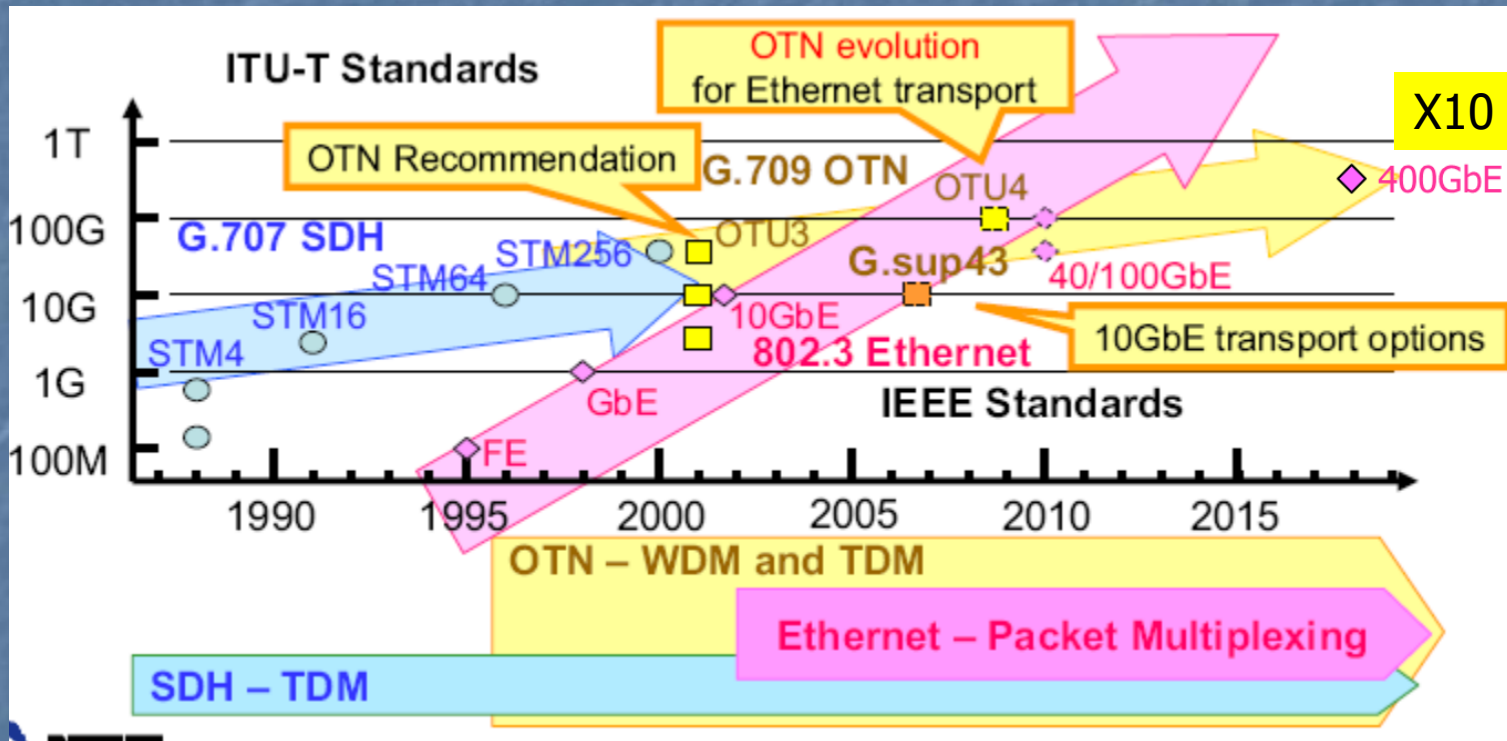 ITU-T Standards
OTN evolution
for Ethernet transport
X10
1T
OTN Recommendation
G.709 OTN
OTU4
400GbE
100G
G.707 SDH
STM256
OTU3
G.sup43
STM64
40/100GbE
10G
STM16
10GbE
10GbE transport options
STM4
802.3 Ethernet
1G
GbE
IEEE Standards
100M
FE
1990 1995 2000 2005 2010 2015
OTN – WDM and TDM
Ethernet – Packet Multiplexing
SDH – TDM